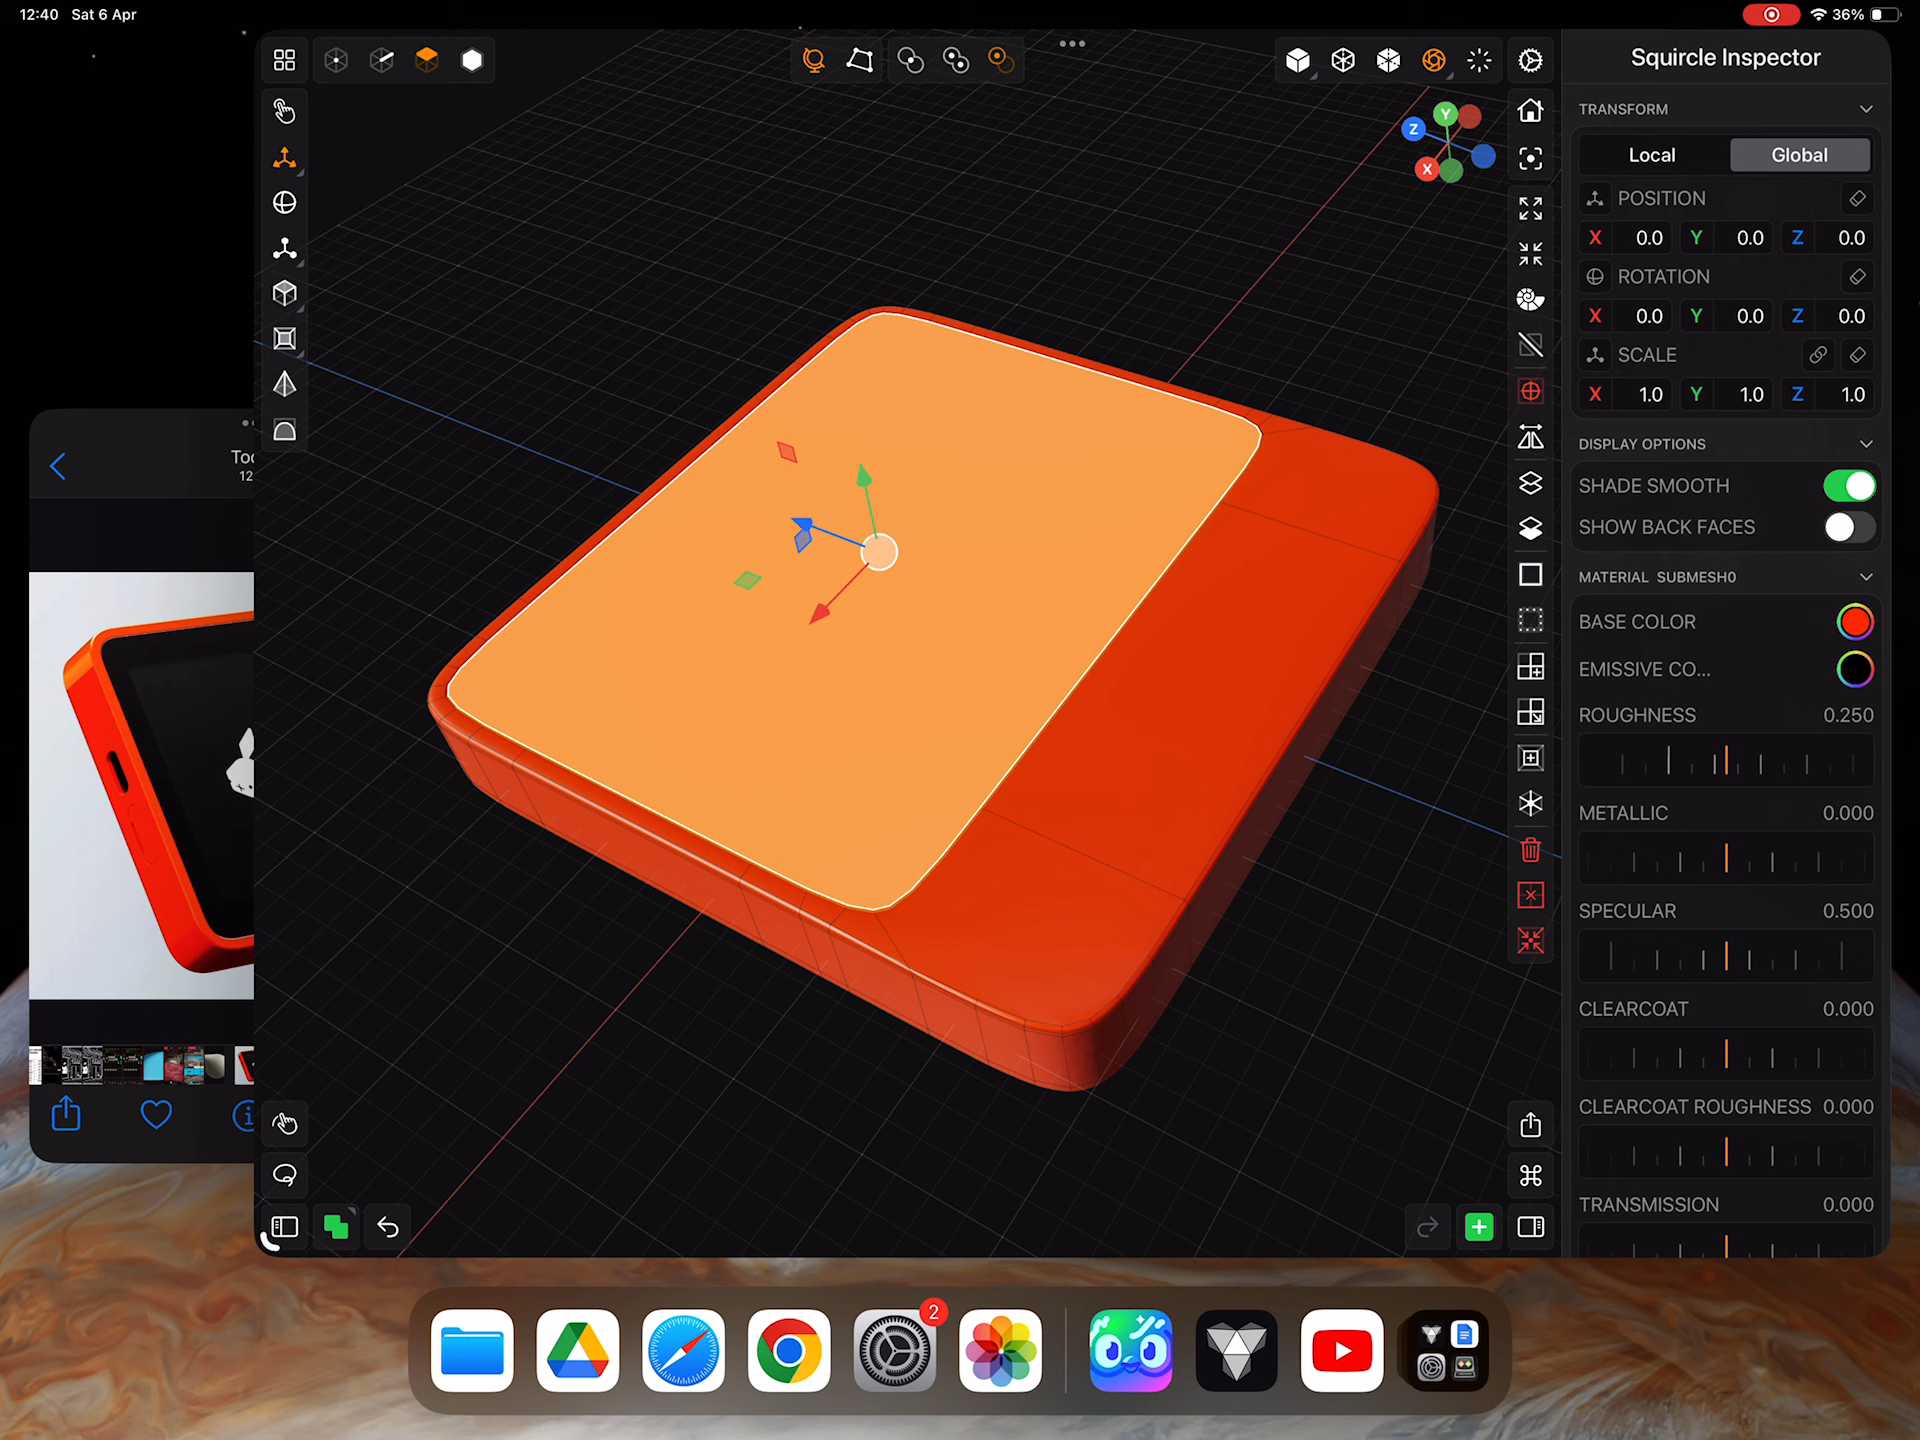 12:40 Sat 6 Apr
36%
Squircle Inspector
TRANSFORM
Local Global
POSITION
X 0.0 Y 0.0 Z 0.0
ROTATION
X 0.0 Y 0.0 Z 0.0
SCALE
X 1.0 Y 1.0 Z 1.0
DISPLAY OPTIONS
SHADE SMOOTH
SHOW BACK FACES
MATERIAL SUBMESH0
BASE COLOR
EMISSIVE CO...
ROUGHNESS 0.250
METALLIC 0.000
SPECULAR 0.500
CLEARCOAT 0.000
CLEARCOAT ROUGHNESS 0.000
TRANSMISSION 0.000
Y
Z
X
12
2